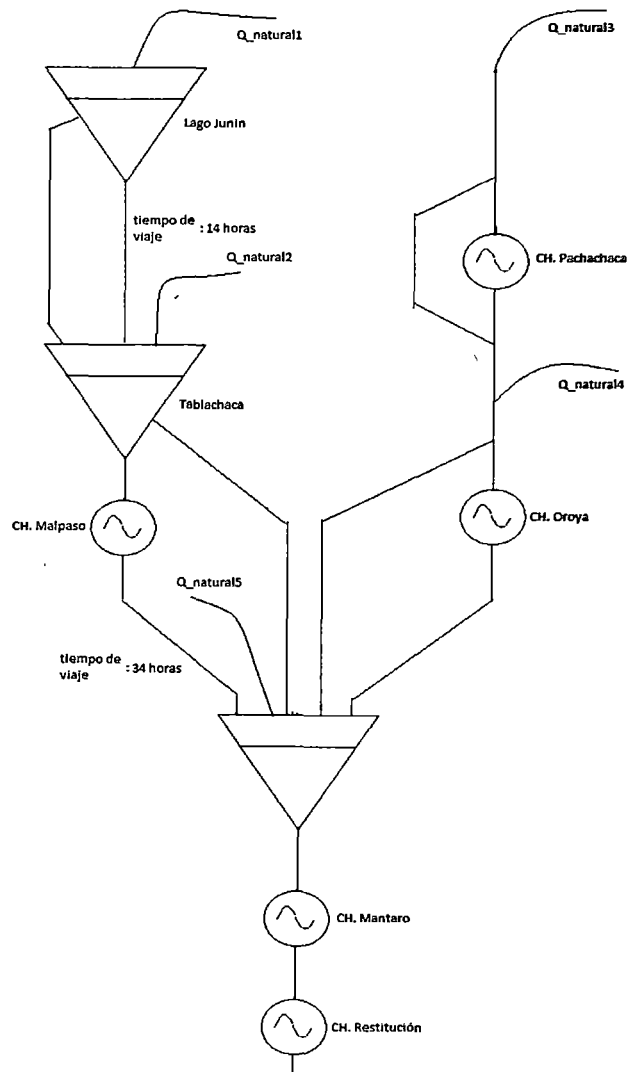 Q_natural1
Q_natural3
Lago Junin
tiempo de
viaje : 14 horas
Q_natural2
CH. Pachachaca
Q_natural4
Tablachaca
CH. Malpaso
CH. Oroya
Q_natural5
tiempo de
viaje : 34 horas
CH. Mantaro
CH. Restitución